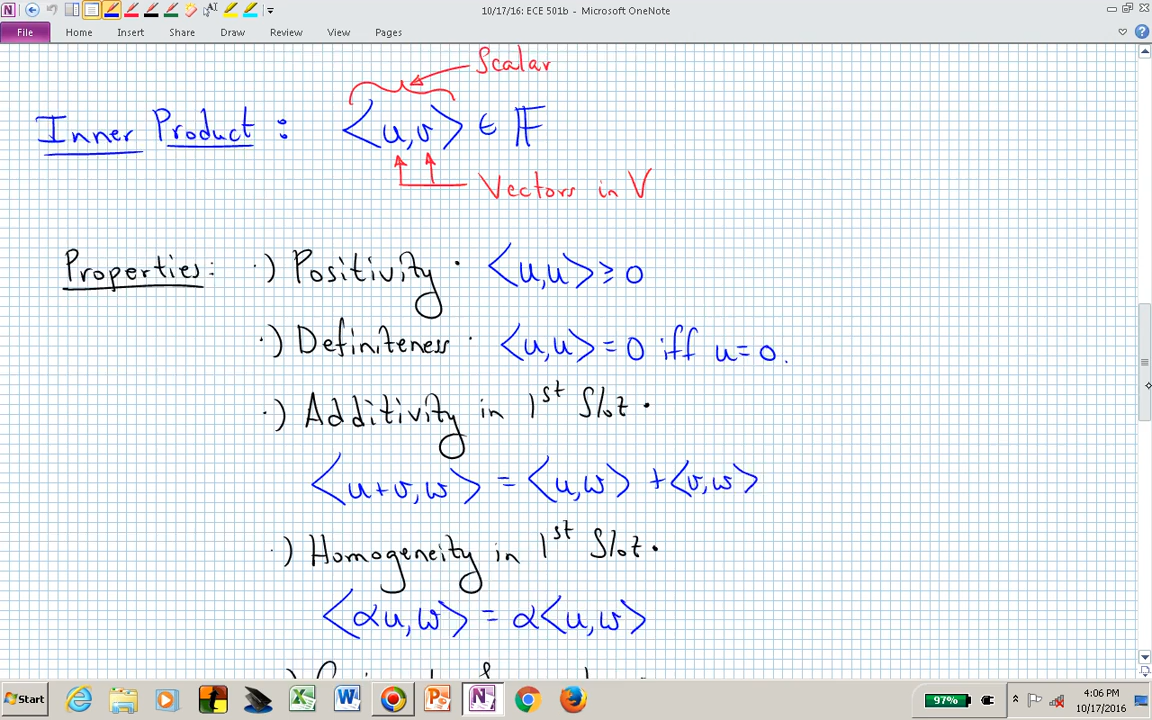 10/17/16: ECE 501b - Microsoft OneNote
File Home Insert Share Draw Review View Pages
Scalar
Inner Product: <u,v> ∈ 𝔽
Vectors in V
Properties: ·) Positivity · <u,u> ≥ 0
·) Definiteness · <u,u> = 0 iff u=0.
·) Additivity in 1st Slot ·
<u+v,w> = <u,w> + <v,w>
·) Homogeneity in 1st Slot ·
<αu,w> = α<u,w>
Start
97%
4:06 PM
10/17/2016